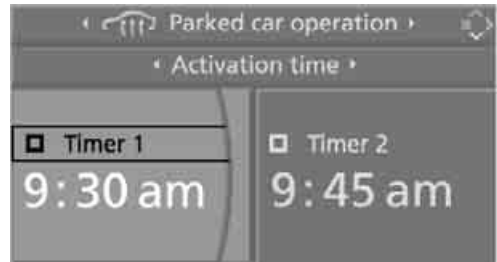 Parked car operation
Activation time
Timer 1
9:30 am
Timer 2
9:45 am